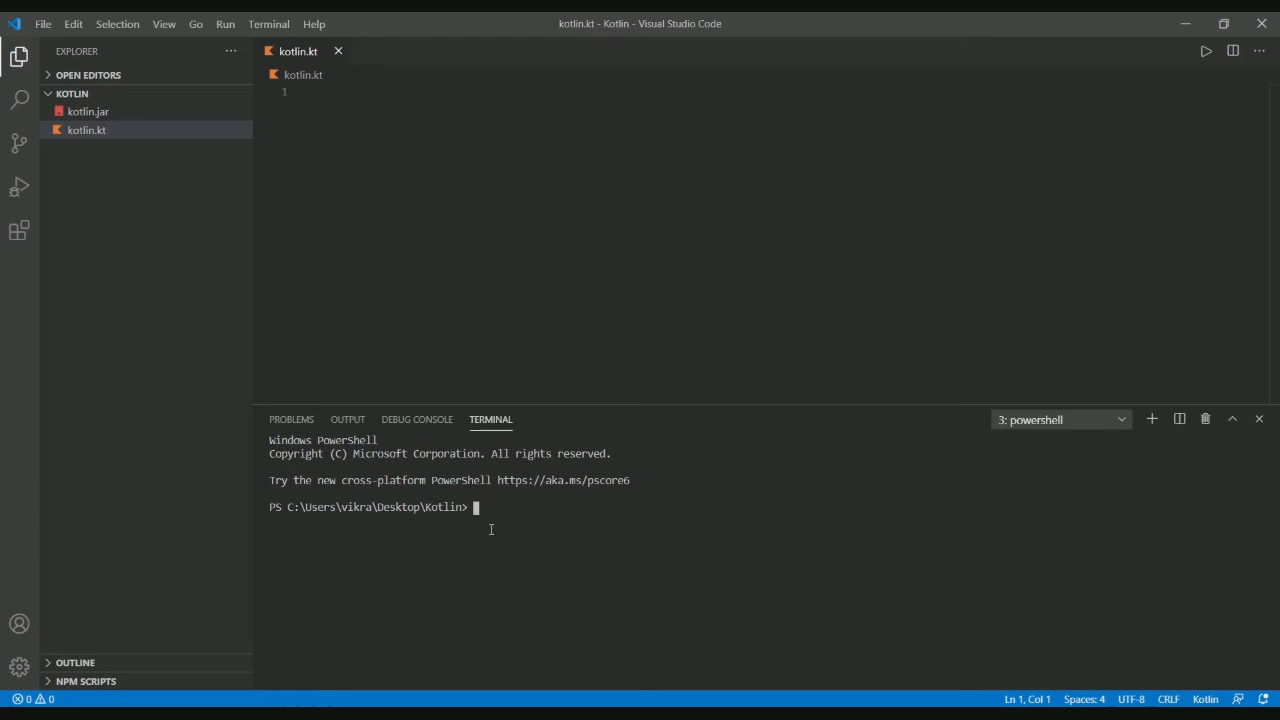 File Edit Selection View Go Run Terminal Help
kotlin.kt - Kotlin - Visual Studio Code
EXPLORER
OPEN EDITORS
KOTLIN
kotlin.jar
kotlin.kt
OUTLINE
NPM SCRIPTS
kotlin.kt
kotlin.kt
1
PROBLEMS OUTPUT DEBUG CONSOLE TERMINAL
3: powershell
Windows PowerShell
Copyright (C) Microsoft Corporation. All rights reserved.
Try the new cross-platform PowerShell https://aka.ms/pscore6
PS C:\Users\vikra\Desktop\Kotlin>
0 0
Ln 1, Col 1 Spaces: 4 UTF-8 CRLF Kotlin